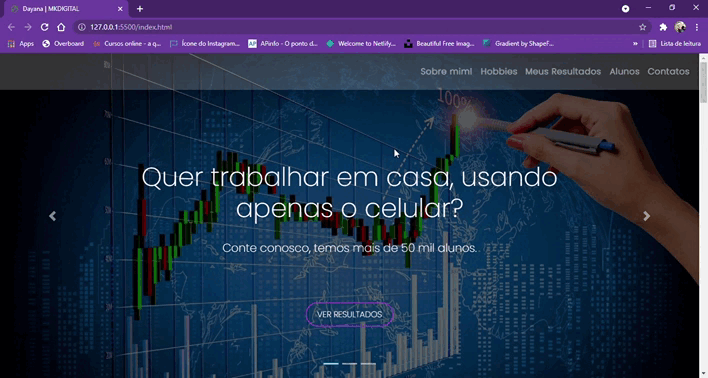 Dayana | MKDIGITAL
127.0.0.1:5500/index.html
Apps Overboard Cursos online - a q... Ícone do Instagram... APinfo - O ponto d... Welcome to Netlify... Beautiful Free Imag... Gradient by ShapeF... » Lista de leitura
Sobre mim! Hobbies Meus Resultados Alunos Contatos
100%
Quer trabalhar em casa, usando
apenas o celular?
Conte conosco, temos mais de 50 mil alunos.
VER RESULTADOS